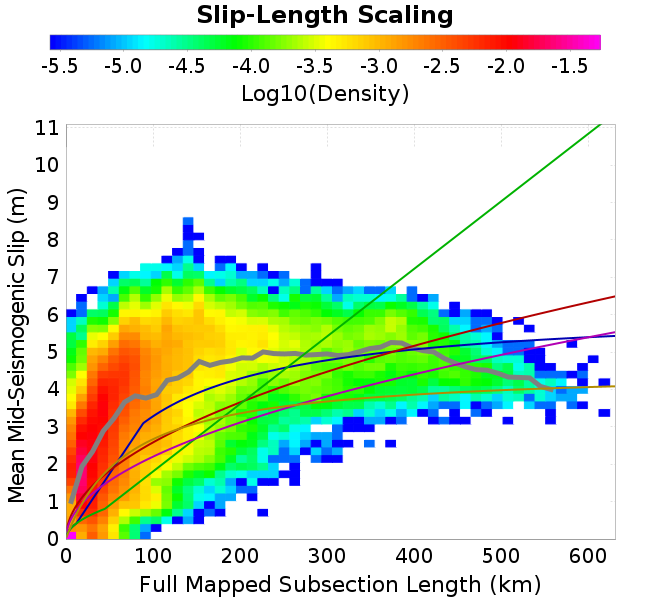 Slip-Length Scaling
-5.5 -5.0 -4.5 -4.0 -3.5 -3.0 -2.5 -2.0 -1.5
Log10(Density)
11
10
9
8
7
6
5
4
3
2
1
0
Mean Mid-Seismogenic Slip (m)
0 100 200 300 400 500 600
Full Mapped Subsection Length (km)